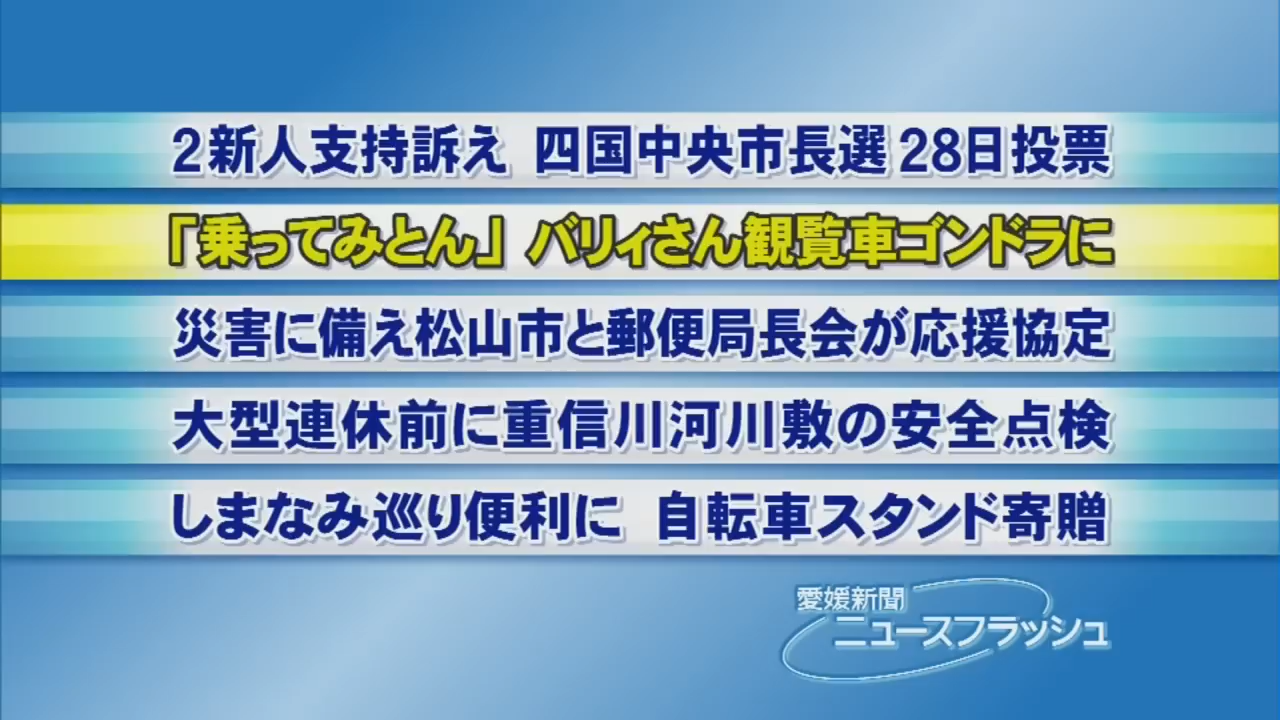 2新人支持訴え 四国中央市長選 28日投票
「乗ってみとん」 バリィさん観覧車ゴンドラに
災害に備え松山市と郵便局長会が応援協定
大型連休前に重信川河川敷の安全点検
しまなみ巡り便利に 自転車スタンド寄贈
愛媛新聞
ニュースフラッシュ